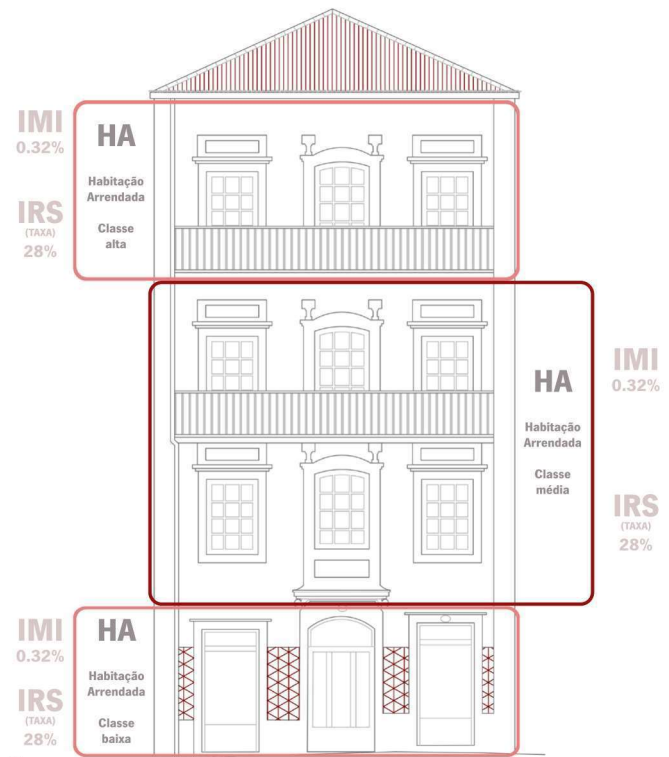 IMI
0.32%
HA
Habitação
Arrendada
Classe
alta
IRS
(TAXA)
28%
HA
Habitação
Arrendada
Classe
média
IMI
0.32%
IRS
(TAXA)
28%
IMI
0.32%
HA
Habitação
Arrendada
Classe
baixa
IRS
(TAXA)
28%